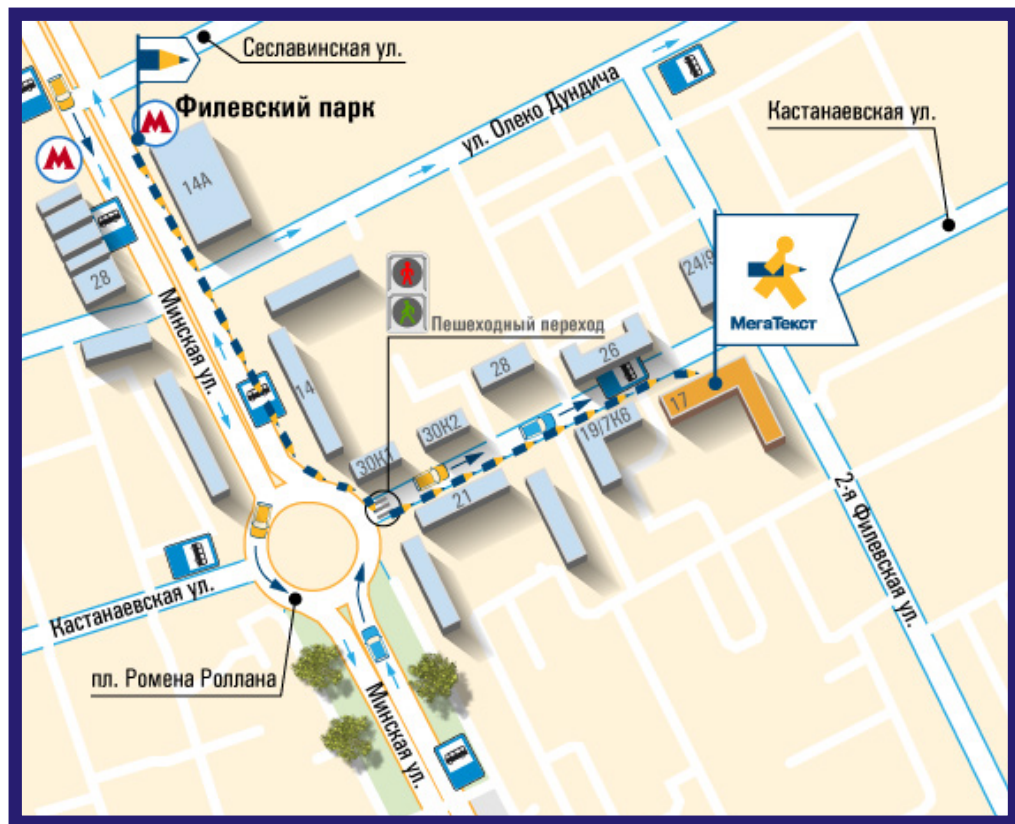 Сеславинская ул.
М
Филевский парк
М
ул. Олеко Дундича
Кастанаевская ул.
14А
28
24/9
МегаТекст
Минская ул.
Пешеходный переход
14
28
26
17
30К1
30К2
19/7К6
21
2-я Филевская ул.
Кастанаевская ул.
пл. Ромена Роллана
Минская ул.